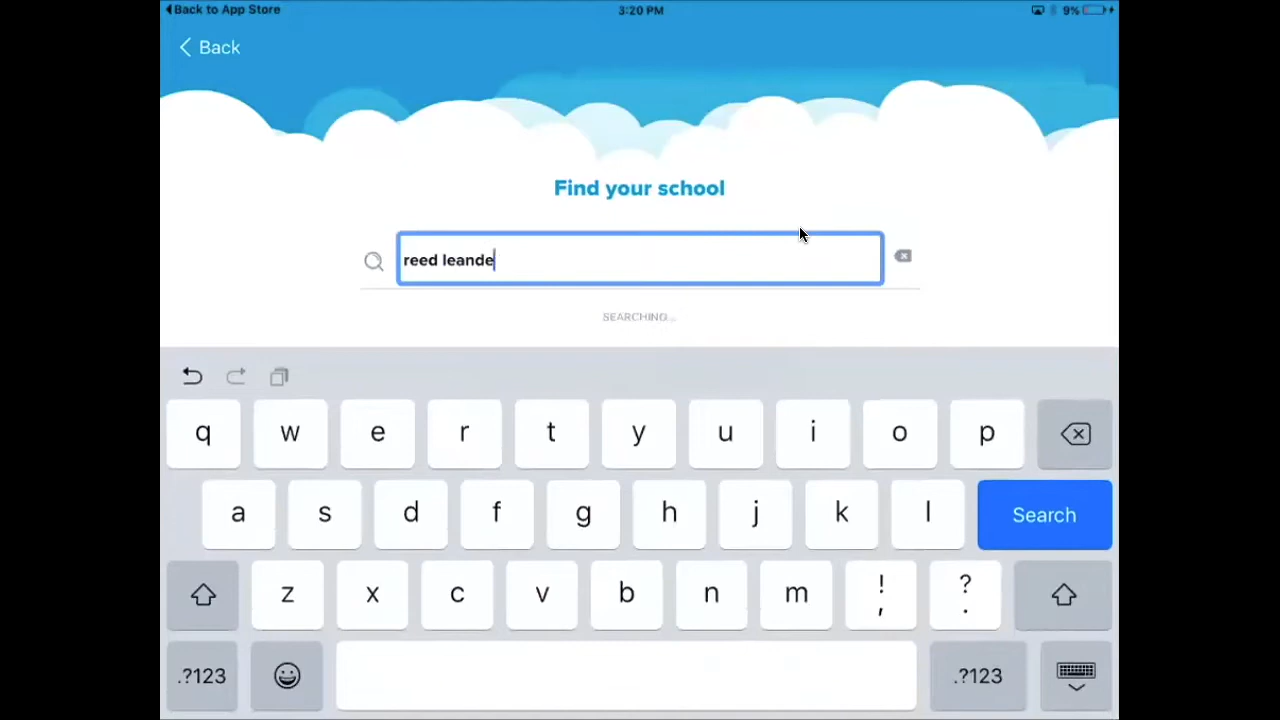 Back to App Store
3:20 PM
9%
Back
Find your school
reed leande
SEARCHING...
q w e r t y u i o p
a s d f g h j k l Search
z x c v b n m ! , ? .
.?123 .?123